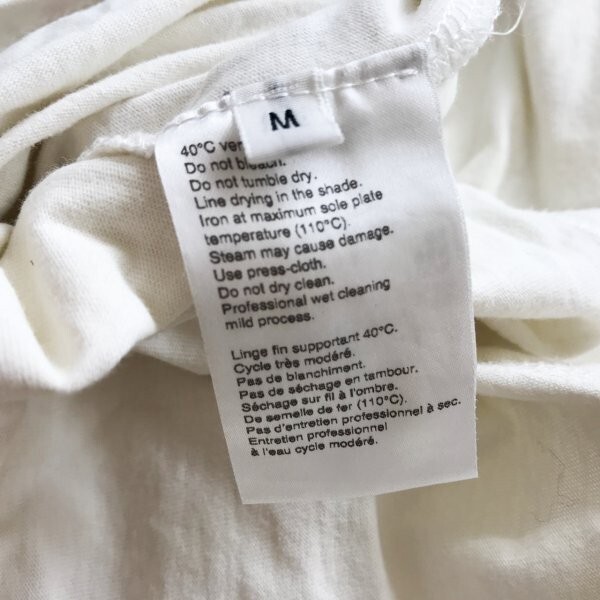 M
40°C
Do not bleach.
Do not tumble dry.
Line drying in the shade.
Iron at maximum sole plate
temperature (110°C).
Steam may cause damage.
Use press-cloth.
Do not dry clean.
Professional wet cleaning
mild process.
Linge fin supportant 40°C.
Cycle très modéré.
Pas de blanchiment.
Pas de séchage en tambour.
Séchage sur fil à l'ombre.
De semelle de fer (110°C).
Pas d'entretien professionnel à sec.
Entretien professionnel
à l'eau cycle modéré.